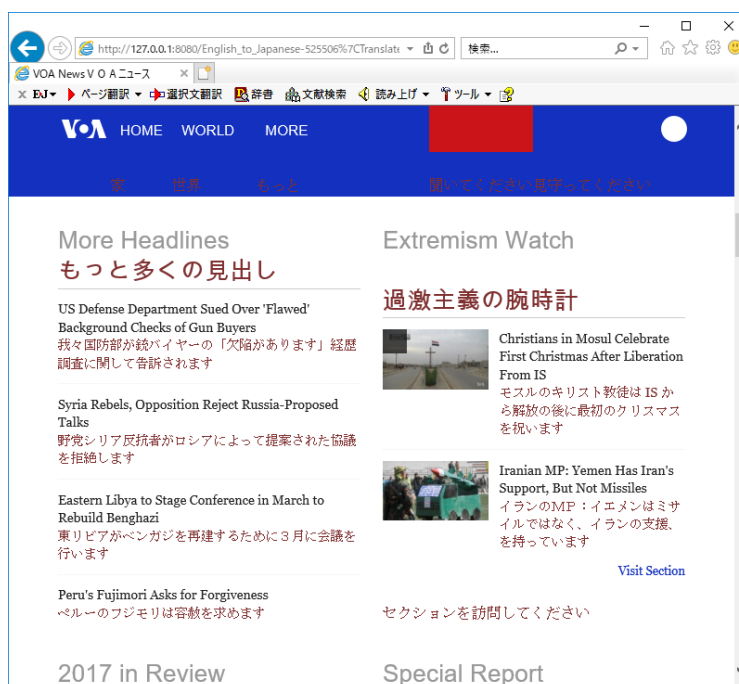 http://127.0.0.1:8080/English_to_Japanese-525506%7CTranslate
検索...
VOA News V O A ニュース
×
EJ
ページ翻訳
選択文翻訳
辞書
文献検索
読み上げ
ツール
VOA HOME WORLD MORE
家 世界 もっと 聞いてください見守ってください
More Headlines
もっと多くの見出し
US Defense Department Sued Over 'Flawed'
Background Checks of Gun Buyers
我々国防部が銃バイヤーの「欠陥があります」経歴
調査に関して告訴されます
Syria Rebels, Opposition Reject Russia-Proposed
Talks
野党シリア反抗者がロシアによって提案された協議
を拒絶します
Eastern Libya to Stage Conference in March to
Rebuild Benghazi
東リビアがベンガジを再建するために3月に会議を
行います
Peru's Fujimori Asks for Forgiveness
ペルーのフジモリは容赦を求めます
2017 in Review
Extremism Watch
過激主義の腕時計
Christians in Mosul Celebrate
First Christmas After Liberation
From IS
モスルのキリスト教徒は IS か
ら解放の後に最初のクリスマス
を祝います
Iranian MP: Yemen Has Iran's
Support, But Not Missiles
イランのMP:イエメンはミサ
イルではなく、イランの支援、
を持っています
Visit Section
セクションを訪問してください
Special Report